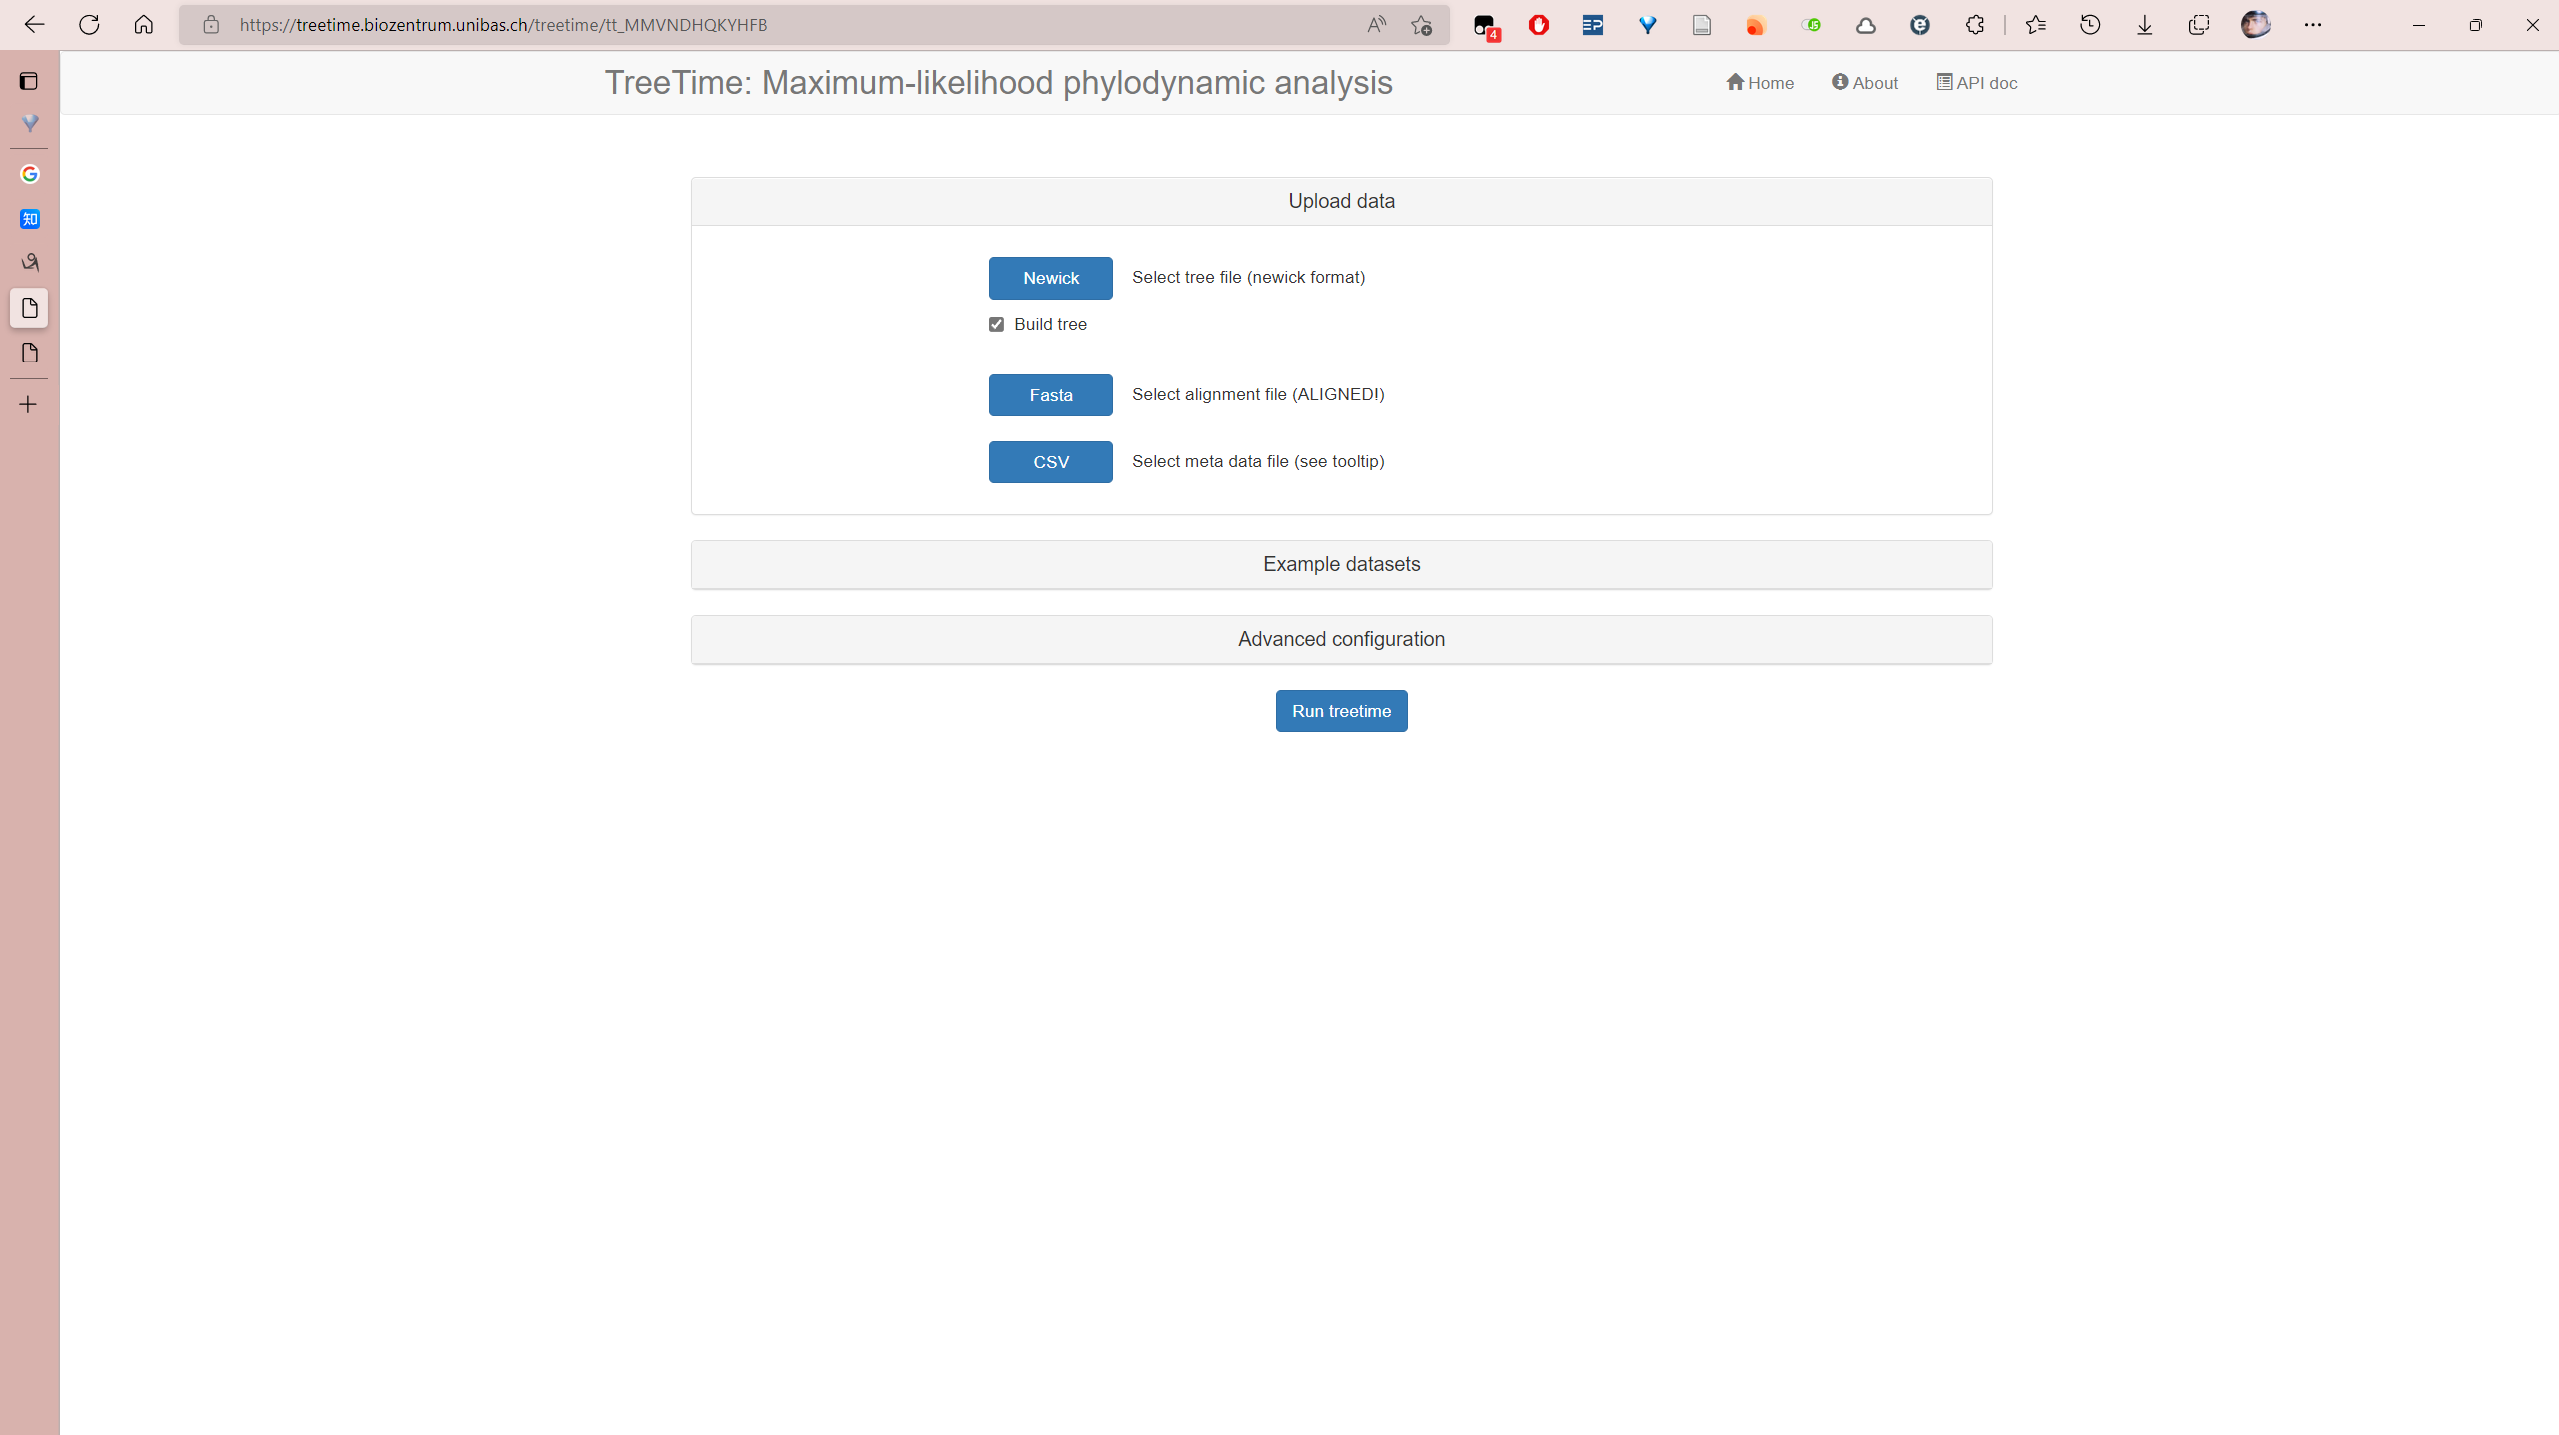 https://treetime.biozentrum.unibas.ch/treetime/tt_MMVNDHQKYHFB
4
EP
JS
TreeTime: Maximum-likelihood phylodynamic analysis
Home
About
API doc
知
Upload data
Newick
Select tree file (newick format)
Build tree
Fasta
Select alignment file (ALIGNED!)
CSV
Select meta data file (see tooltip)
Example datasets
Advanced configuration
Run treetime